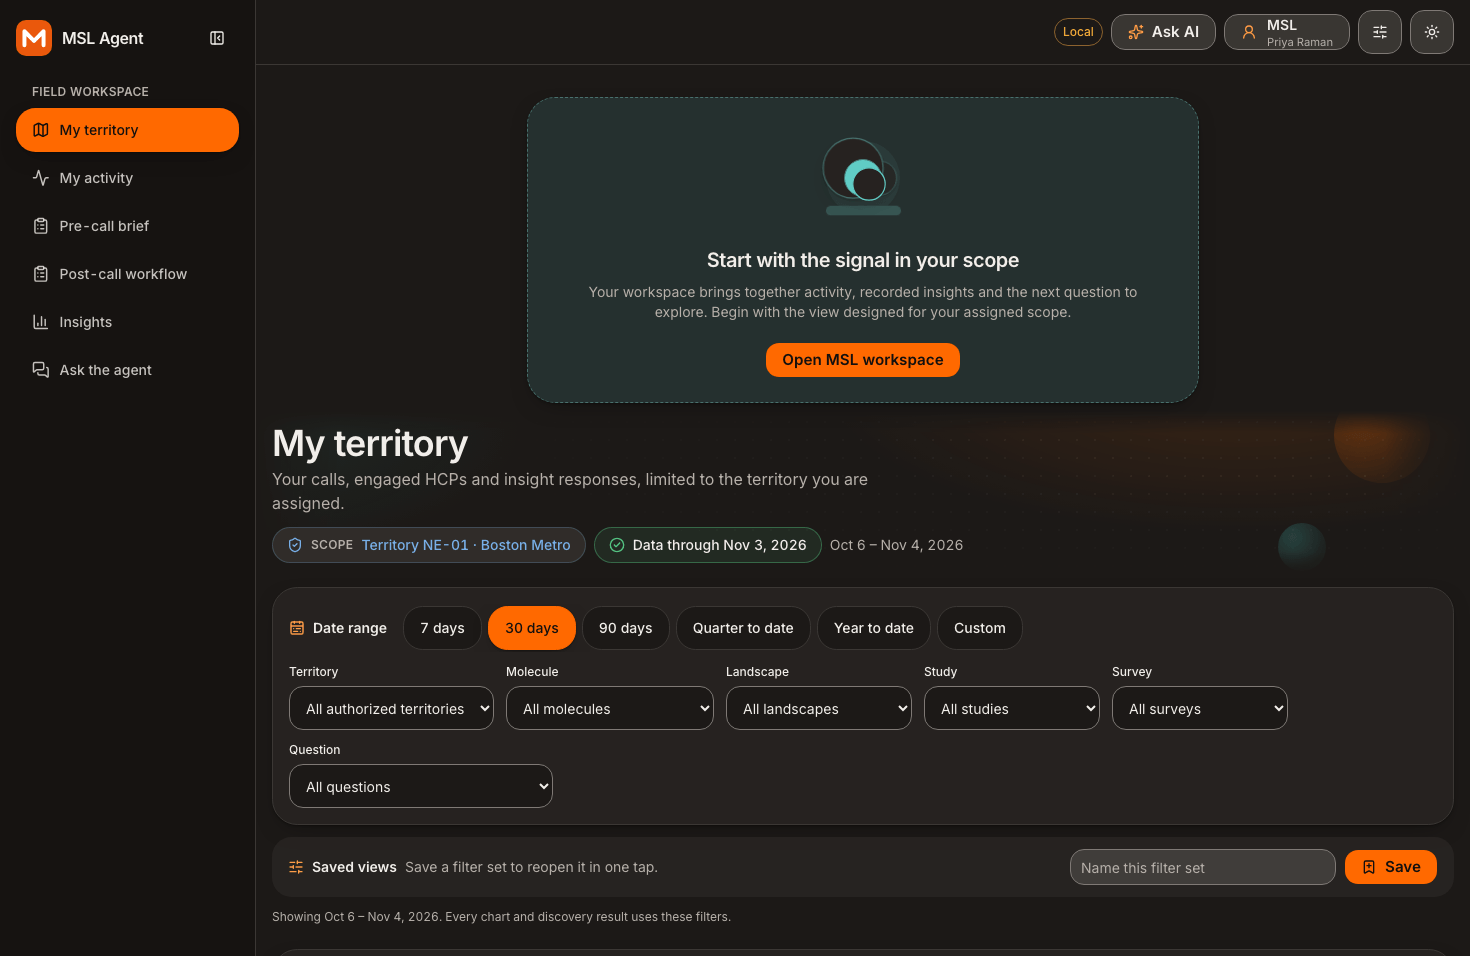 MSL Agent
Local
Ask AI
MSL
Priya Raman
FIELD WORKSPACE
My territory
My activity
Pre-call brief
Post-call workflow
Insights
Ask the agent
Start with the signal in your scope
Your workspace brings together activity, recorded insights and the next question to
explore. Begin with the view designed for your assigned scope.
Open MSL workspace
My territory
Your calls, engaged HCPs and insight responses, limited to the territory you are
assigned.
SCOPE Territory NE-01 · Boston Metro
Data through Nov 3, 2026
Oct 6 – Nov 4, 2026
Date range
7 days
30 days
90 days
Quarter to date
Year to date
Custom
Territory
Molecule
Landscape
Study
Survey
All authorized territories
All molecules
All landscapes
All studies
All surveys
Question
All questions
Saved views Save a filter set to reopen it in one tap.
Name this filter set
Save
Showing Oct 6 – Nov 4, 2026. Every chart and discovery result uses these filters.